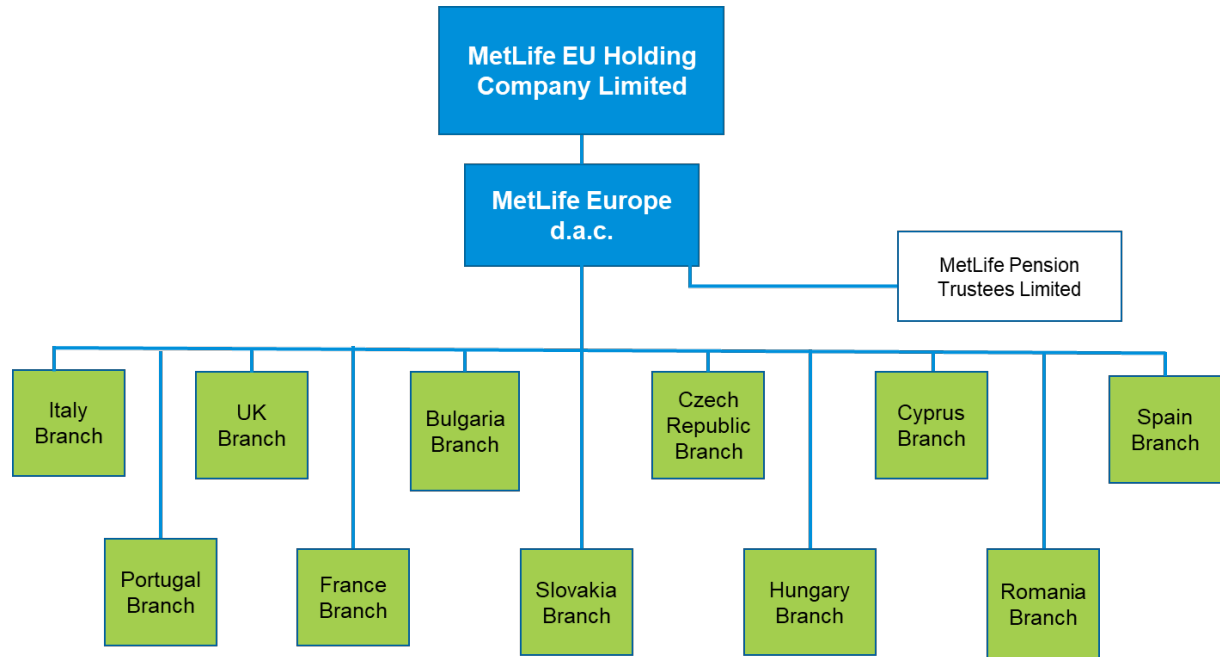 MetLife EU Holding
Company Limited
MetLife Europe
d.a.c.
MetLife Pension
Trustees Limited
Italy
Branch
UK
Branch
Bulgaria
Branch
Czech
Republic
Branch
Cyprus
Branch
Spain
Branch
Portugal
Branch
France
Branch
Slovakia
Branch
Hungary
Branch
Romania
Branch